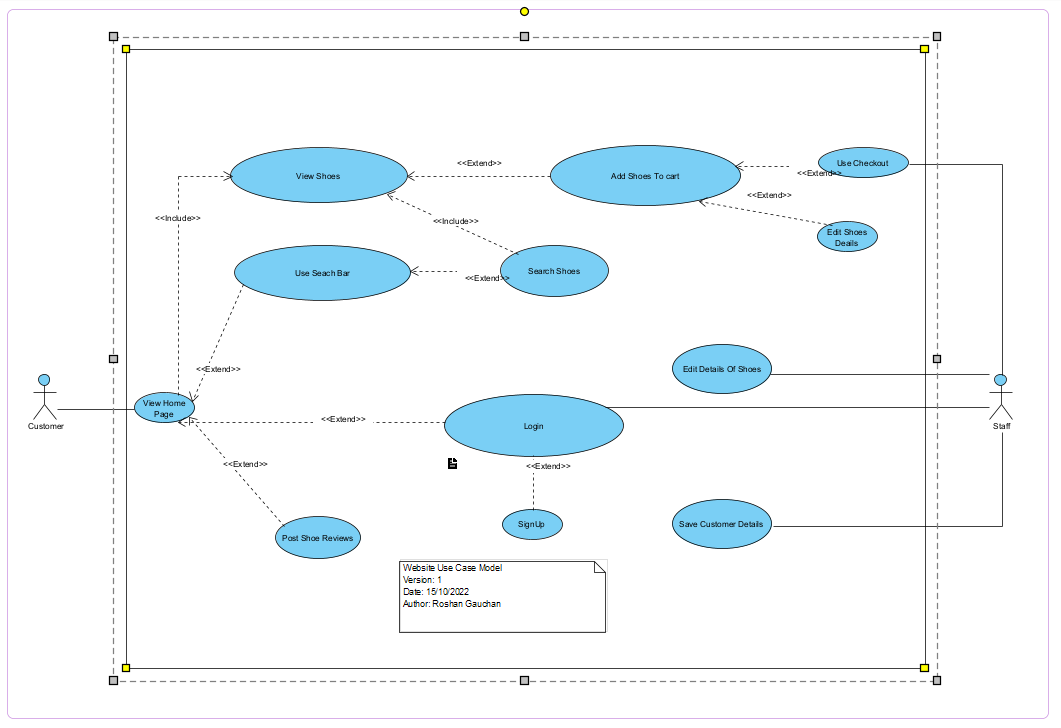 <<Extend>>
View Shoes
Add Shoes To cart
Use Checkout
<<Extend>>
<<Extend>>
<<Include>>
<<Include>>
Edit Shoes
Deails
Use Seach Bar
<<Extend>>
Search Shoes
<<Extend>>
Edit Details Of Shoes
View Home
Page
Customer
<<Extend>>
Login
Staff
<<Extend>>
<<Extend>>
SignUp
Save Customer Details
Post Shoe Reviews
Website Use Case Model
Version: 1
Date: 15/10/2022
Author: Roshan Gauchan